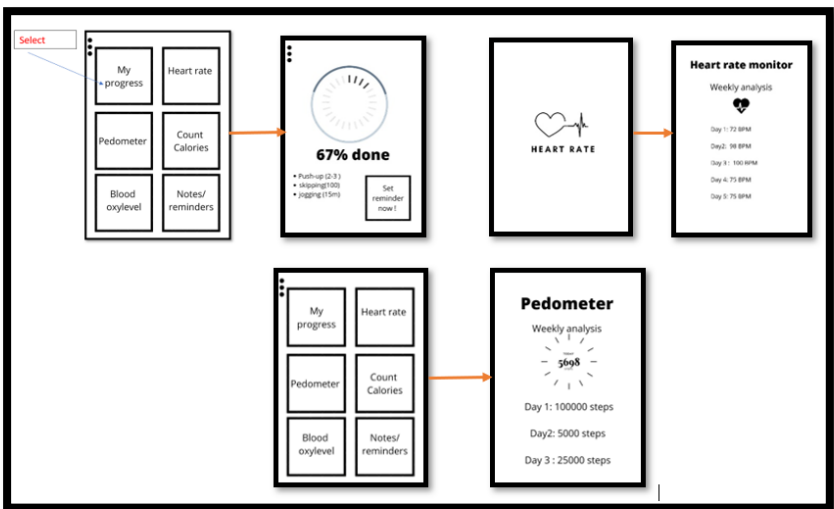 Select
My
progress
Heart rate
Pedometer
Count
Calories
Blood
oxylevel
Notes/
reminders
67% done
• Push-up (2-3 )
• skipping(100)
• jogging (15m)
Set
reminder
now !
HEART RATE
Heart rate monitor
Weekly analysis
Day 1: 72 BPM
Day2: 98 BPM
Day 3 : 100 BPM
Day 4: 75 BPM
Day 5: 75 BPM
My
progress
Heart rate
Pedometer
Count
Calories
Blood
oxylevel
Notes/
reminders
Pedometer
Weekly analysis
5698
Day 1: 100000 steps
Day2: 5000 steps
Day 3 : 25000 steps